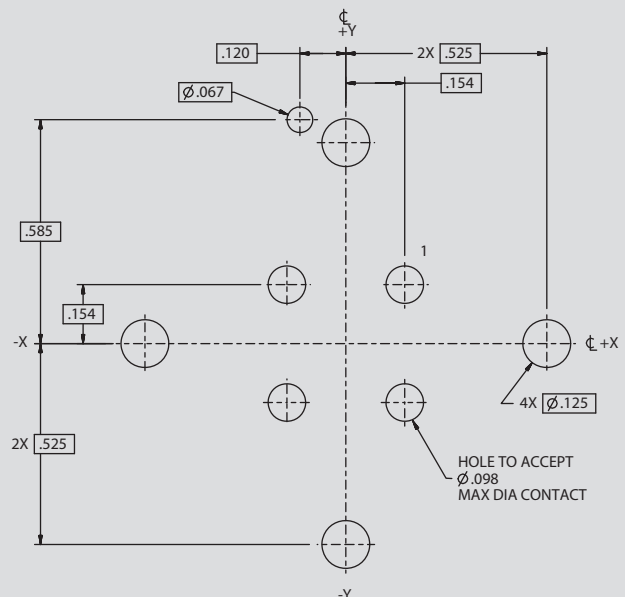 ℄
+Y
.120
2X .525
.154
Ø.067
.585
1
.154
-X
℄ +X
4X Ø.125
2X .525
HOLE TO ACCEPT
Ø.098
MAX DIA CONTACT
-Y